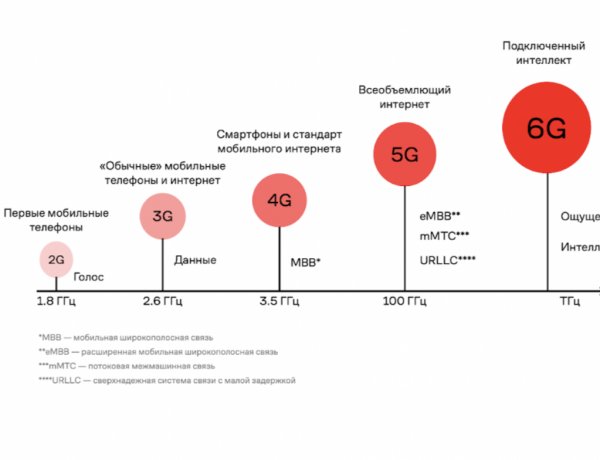 Подключенный
интеллект
6G
Всеобъемлющий
интернет
5G
Смартфоны и стандарт
мобильного интернета
4G
«Обычные» мобильные
телефоны и интернет
3G
Первые мобильные
телефоны
2G
Голос
Данные
MBB*
eMBB**
mMTC***
URLLC****
Ощуще
Интелл
1.8 ГГц 2.6 ГГц 3.5 ГГц 100 ГГц ТГц
*MBB — мобильная широкополосная связь
**eMBB — расширенная мобильная широкополосная связь
***mMTC — потоковая межмашинная связь
****URLLC — сверхнадежная система связи с малой задержкой